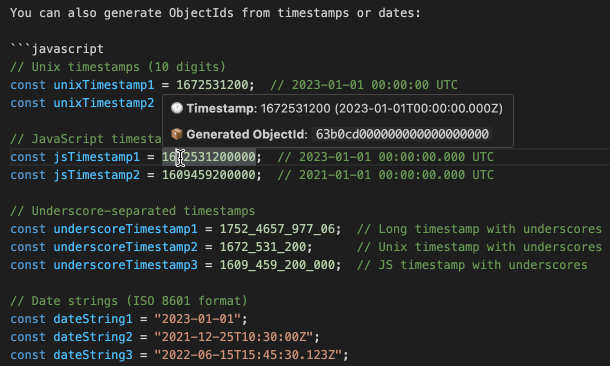 You can also generate ObjectIds from timestamps or dates:
```javascript
// Unix timestamps (10 digits)
const unixTimestamp1 = 1672531200;  // 2023-01-01 00:00:00 UTC
const unixTimestamp2
🕐 Timestamp: 1672531200 (2023-01-01T00:00:00.000Z)
📦 Generated ObjectId: 63b0cd000000000000000000
// JavaScript timesta
const jsTimestamp1 = 1672531200000;  // 2023-01-01 00:00:00.000 UTC
const jsTimestamp2 = 1609459200000;  // 2021-01-01 00:00:00.000 UTC
// Underscore-separated timestamps
const underscoreTimestamp1 = 1752_4657_977_06;  // Long timestamp with underscores
const underscoreTimestamp2 = 1672_531_200;      // Unix timestamp with underscores
const underscoreTimestamp3 = 1609_459_200_000;  // JS timestamp with underscores
// Date strings (ISO 8601 format)
const dateString1 = "2023-01-01";
const dateString2 = "2021-12-25T10:30:00Z";
const dateString3 = "2022-06-15T15:45:30.123Z";